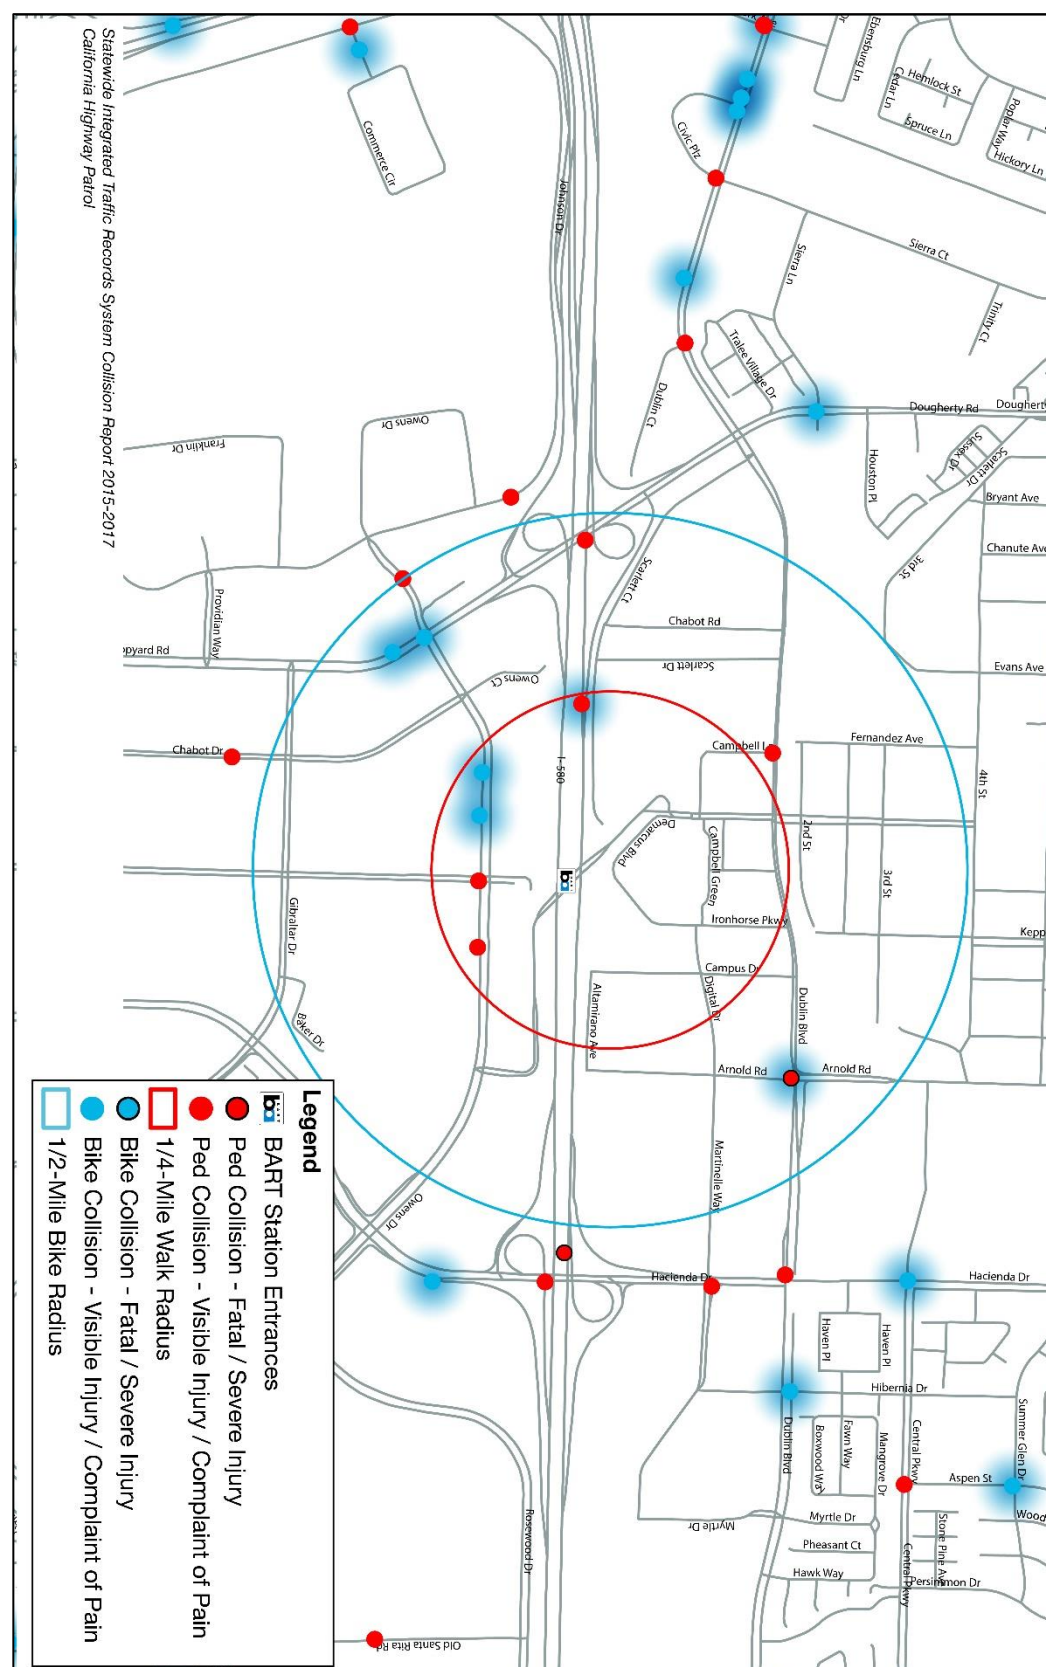 Statewide Integrated Traffic Records System Collision Report 2015-2017
California Highway Patrol
Legend
BART Station Entrances
Ped Collision - Fatal / Severe Injury
Ped Collision - Visible Injury / Complaint of Pain
1/4-Mile Walk Radius
Bike Collision - Fatal / Severe Injury
Bike Collision - Visible Injury / Complaint of Pain
1/2-Mile Bike Radius
Ebensburg Ln
Hemlock St
Cedar Ln
Spruce Ln
Poplar Way
Hickory Ln
Commerce Cir
Civic Plz
Johnson Dr
Sierra Ct
Sierra Ln
Trinity Ct
Tralee Village Dr
Dublin Ct
Dougherty Rd
Dougherty
Scarlett Dr
Sussex Dr
Houston Pl
Bryant Ave
Owens Dr
Franklin Dr
Chanute Ave
3rd St
Scarlett Ct
Providian Way
Chabot Rd
opyard Rd
Scarlett Dr
Evans Ave
Owens Ct
Chabot Dr
Campbell L
Fernandez Ave
I-580
4th St
Demarcus Blvd
Campbell Green
2nd St
3rd St
ba
Gibraltar Dr
Ironhorse Pkwy
Kepp
Campus Dr
Digital Dr
Altamirano Ave
Dublin Blvd
Baker Dr
Arnold Rd
Arnold Rd
Martinelle Way
Owens Dr
Hacienda Dr
Hacienda Dr
Haven Pl
Haven Pl
Hibernia Dr
Summer Glen Dr
Dublin Blvd
Boxwood Way
Fawn Way
Mangrove Dr
Central Pkwy
Aspen St
Wood
Rosewood Dr
Myrtle Dr
Myrtle Dr
Pheasant Ct
Stone Pine Ave
Hawk Way
Central Pkwy
Persimmon Dr
Old Santa Rita Rd